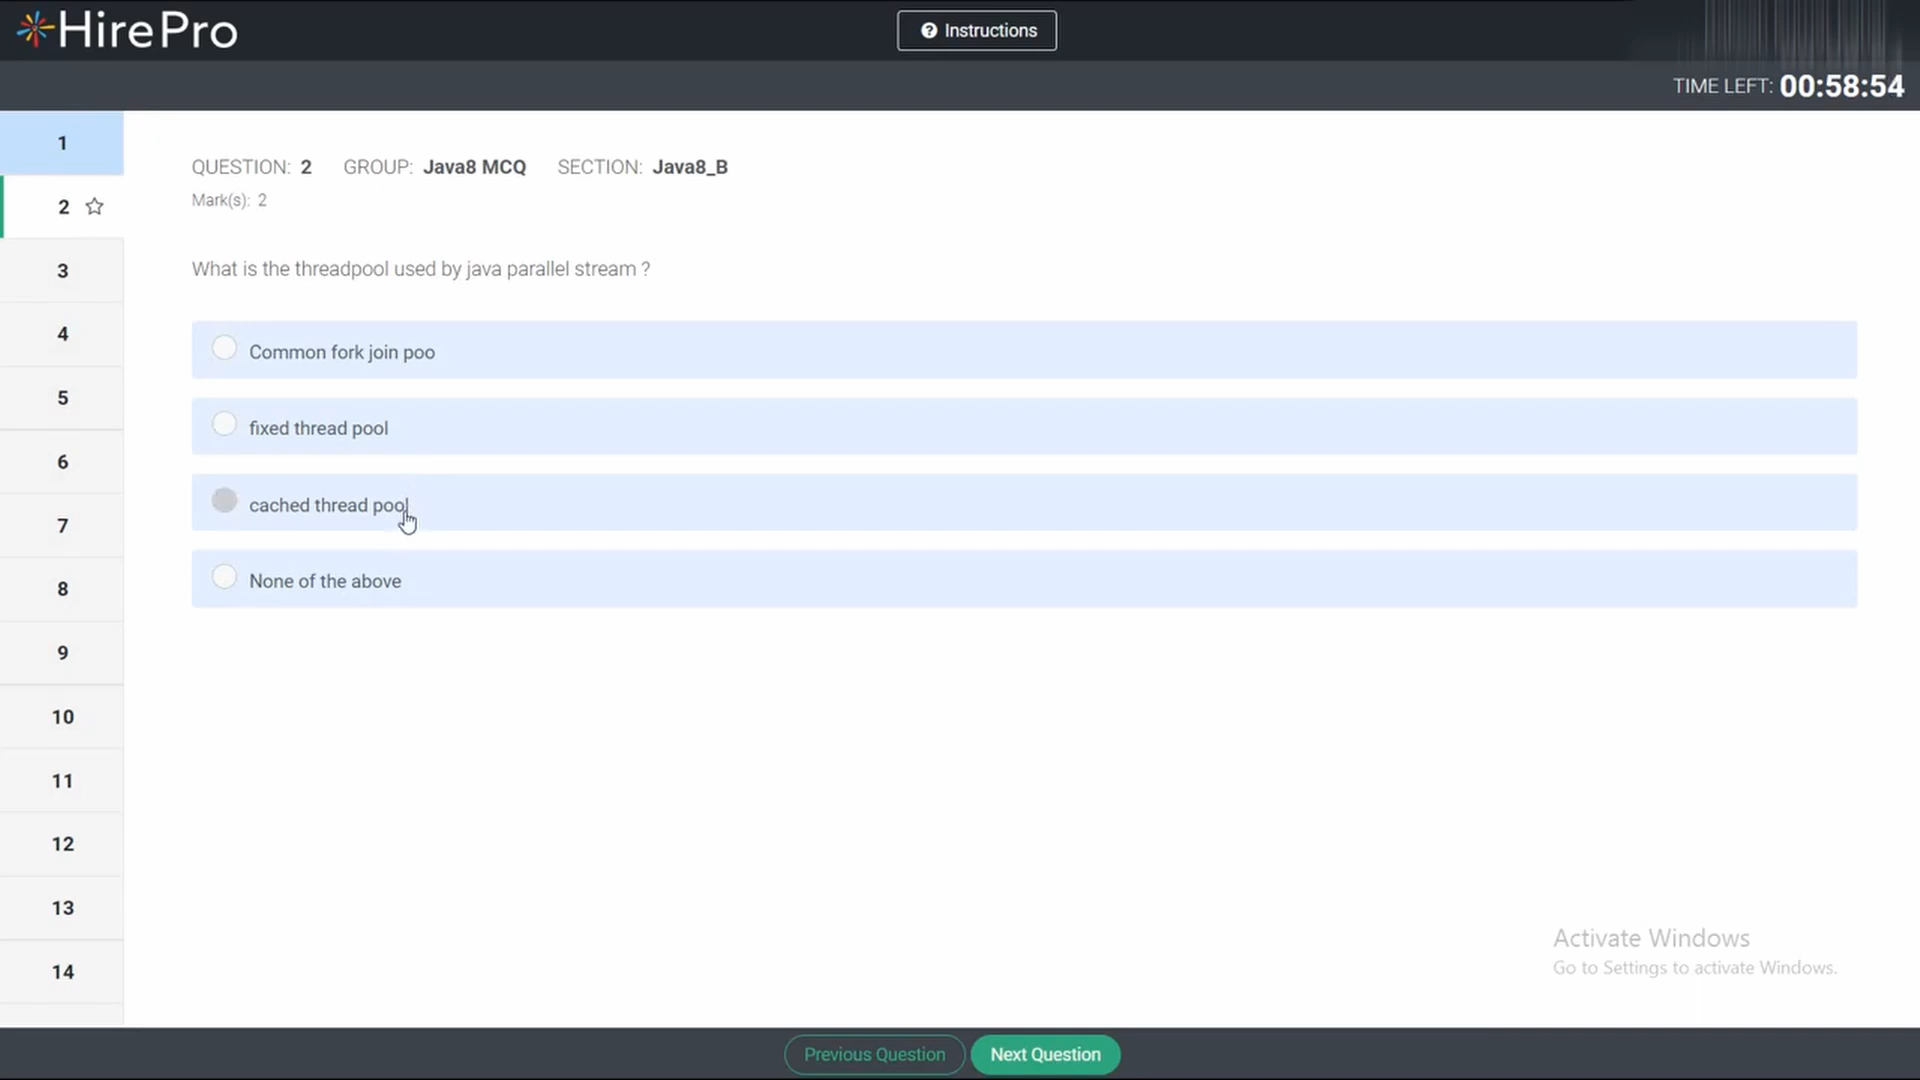 HirePro
Instructions
TIME LEFT: 00:58:54
1
QUESTION: 2 GROUP: Java8 MCQ SECTION: Java8_B
Mark(s): 2
2
What is the threadpool used by java parallel stream ?
3
4
Common fork join poo
5
fixed thread pool
6
cached thread pool
7
None of the above
8
9
10
11
12
13
14
Activate Windows
Go to Settings to activate Windows.
Previous Question
Next Question